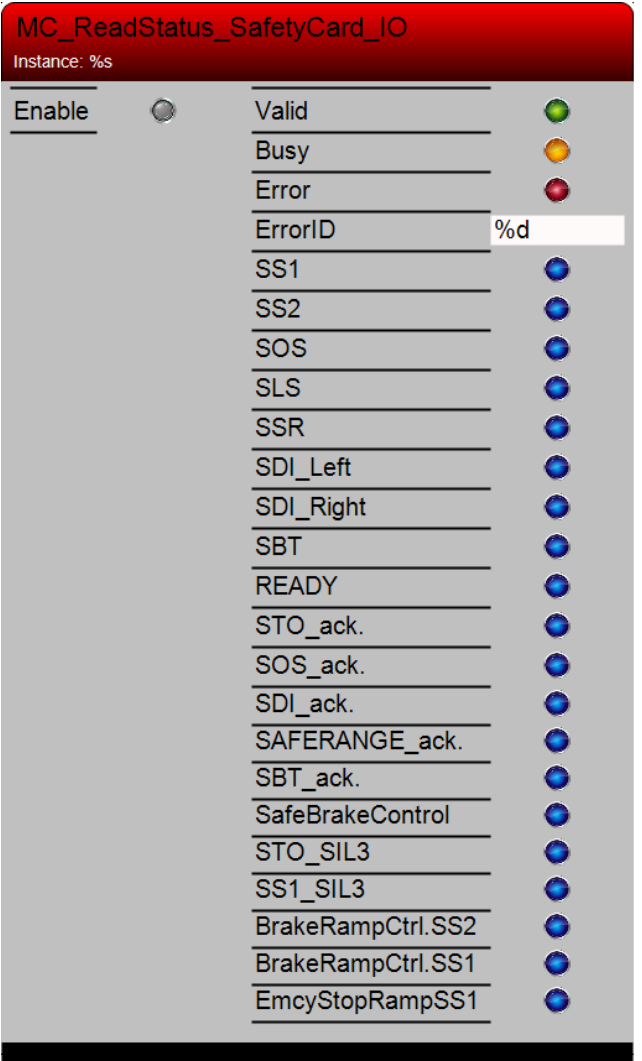 MC_ReadStatus_SafetyCard_IO
Instance: %s
Enable
Valid
Busy
Error
ErrorID %d
SS1
SS2
SOS
SLS
SSR
SDI_Left
SDI_Right
SBT
READY
STO_ack.
SOS_ack.
SDI_ack.
SAFERANGE_ack.
SBT_ack.
SafeBrakeControl
STO_SIL3
SS1_SIL3
BrakeRampCtrl.SS2
BrakeRampCtrl.SS1
EmcyStopRampSS1